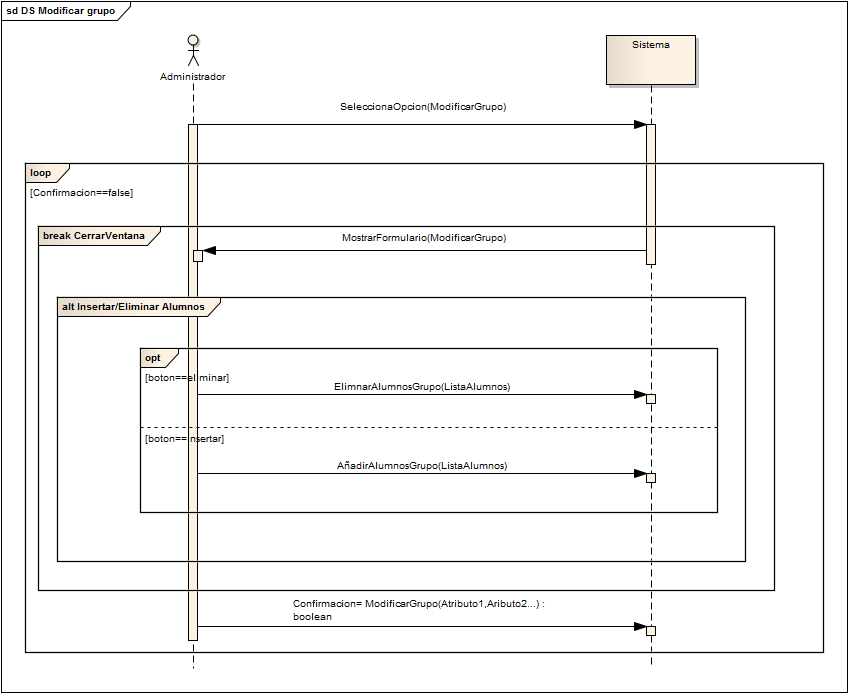 sd DS Modificar grupo
Administrador
Sistema
SeleccionaOpcion(ModificarGrupo)
loop
[Confirmacion==false]
break CerrarVentana
MostrarFormulario(ModificarGrupo)
alt Insertar/Eliminar Alumnos
opt
[boton==eliminar]
ElimnarAlumnosGrupo(ListaAlumnos)
[boton==insertar]
AñadirAlumnosGrupo(ListaAlumnos)
Confirmacion= ModificarGrupo(Atributo1,Aributo2...) :
boolean